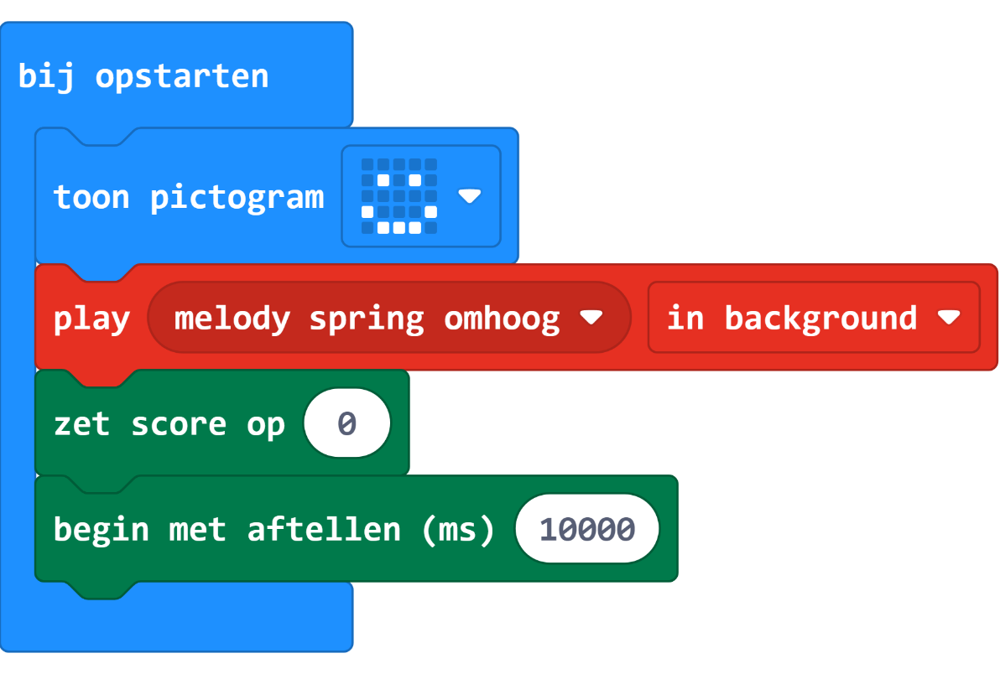 bij opstarten
toon pictogram
play melody spring omhoog in background
zet score op 0
begin met aftellen (ms) 10000